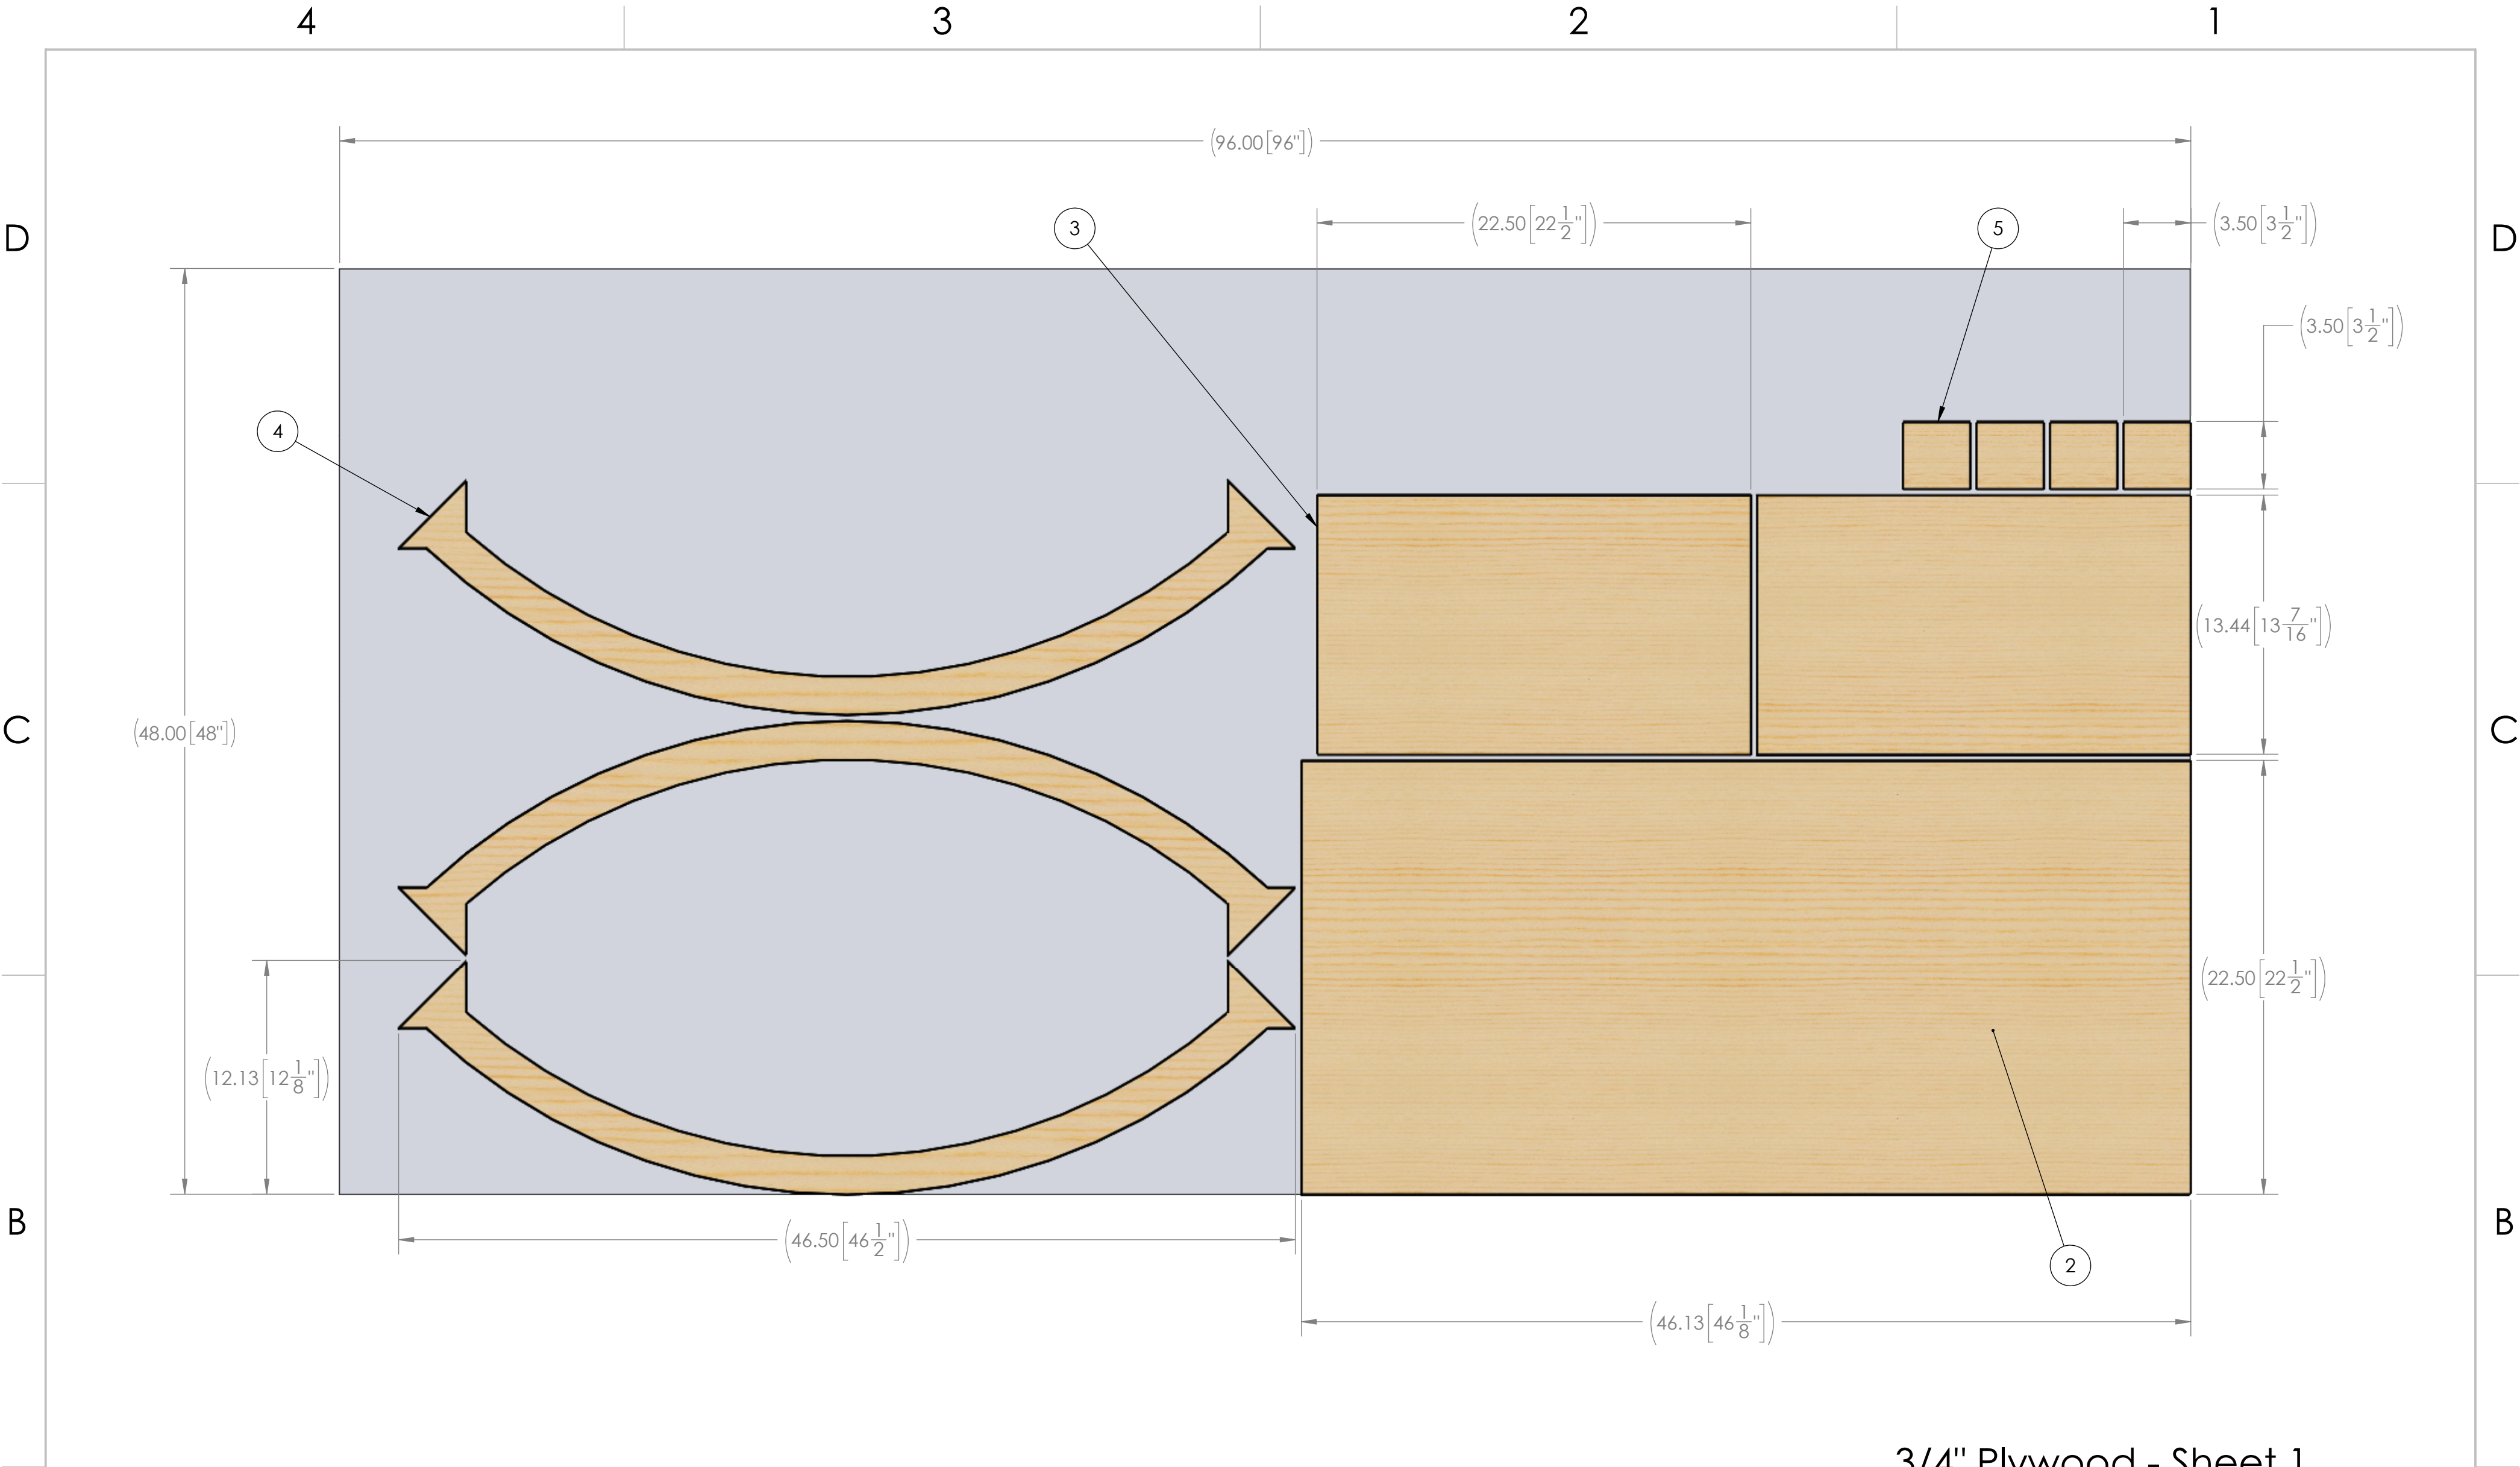 4 3 2 1
(96.00[96"])
D D
3 (22.50[22 1/2"]) 5 (3.50[3 1/2"])
(3.50[3 1/2"])
4
(13.44[13 7/16"])
C (48.00[48"]) C
(22.50[22 1/2"])
(12.13[12 1/8"])
B B
(46.50[46 1/2"])
2
(46.13[46 1/8"])
3/4" Plywood - Sheet 1